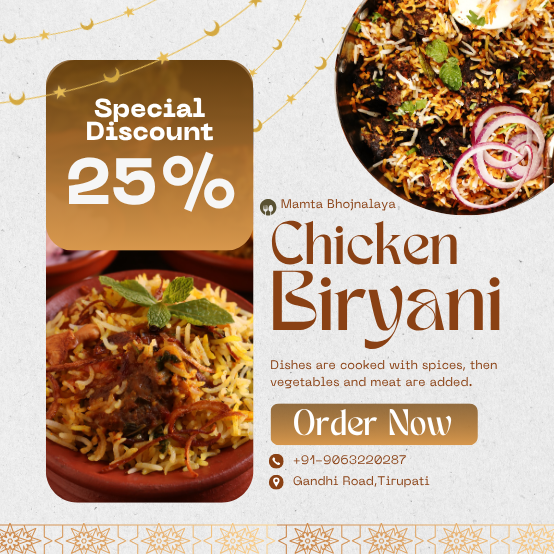 Special
Discount
25%
Mamta Bhojnalaya
Chicken
Biryani
Dishes are cooked with spices, then
vegetables and meat are added.
Order Now
+91-9063220287
Gandhi Road,Tirupati